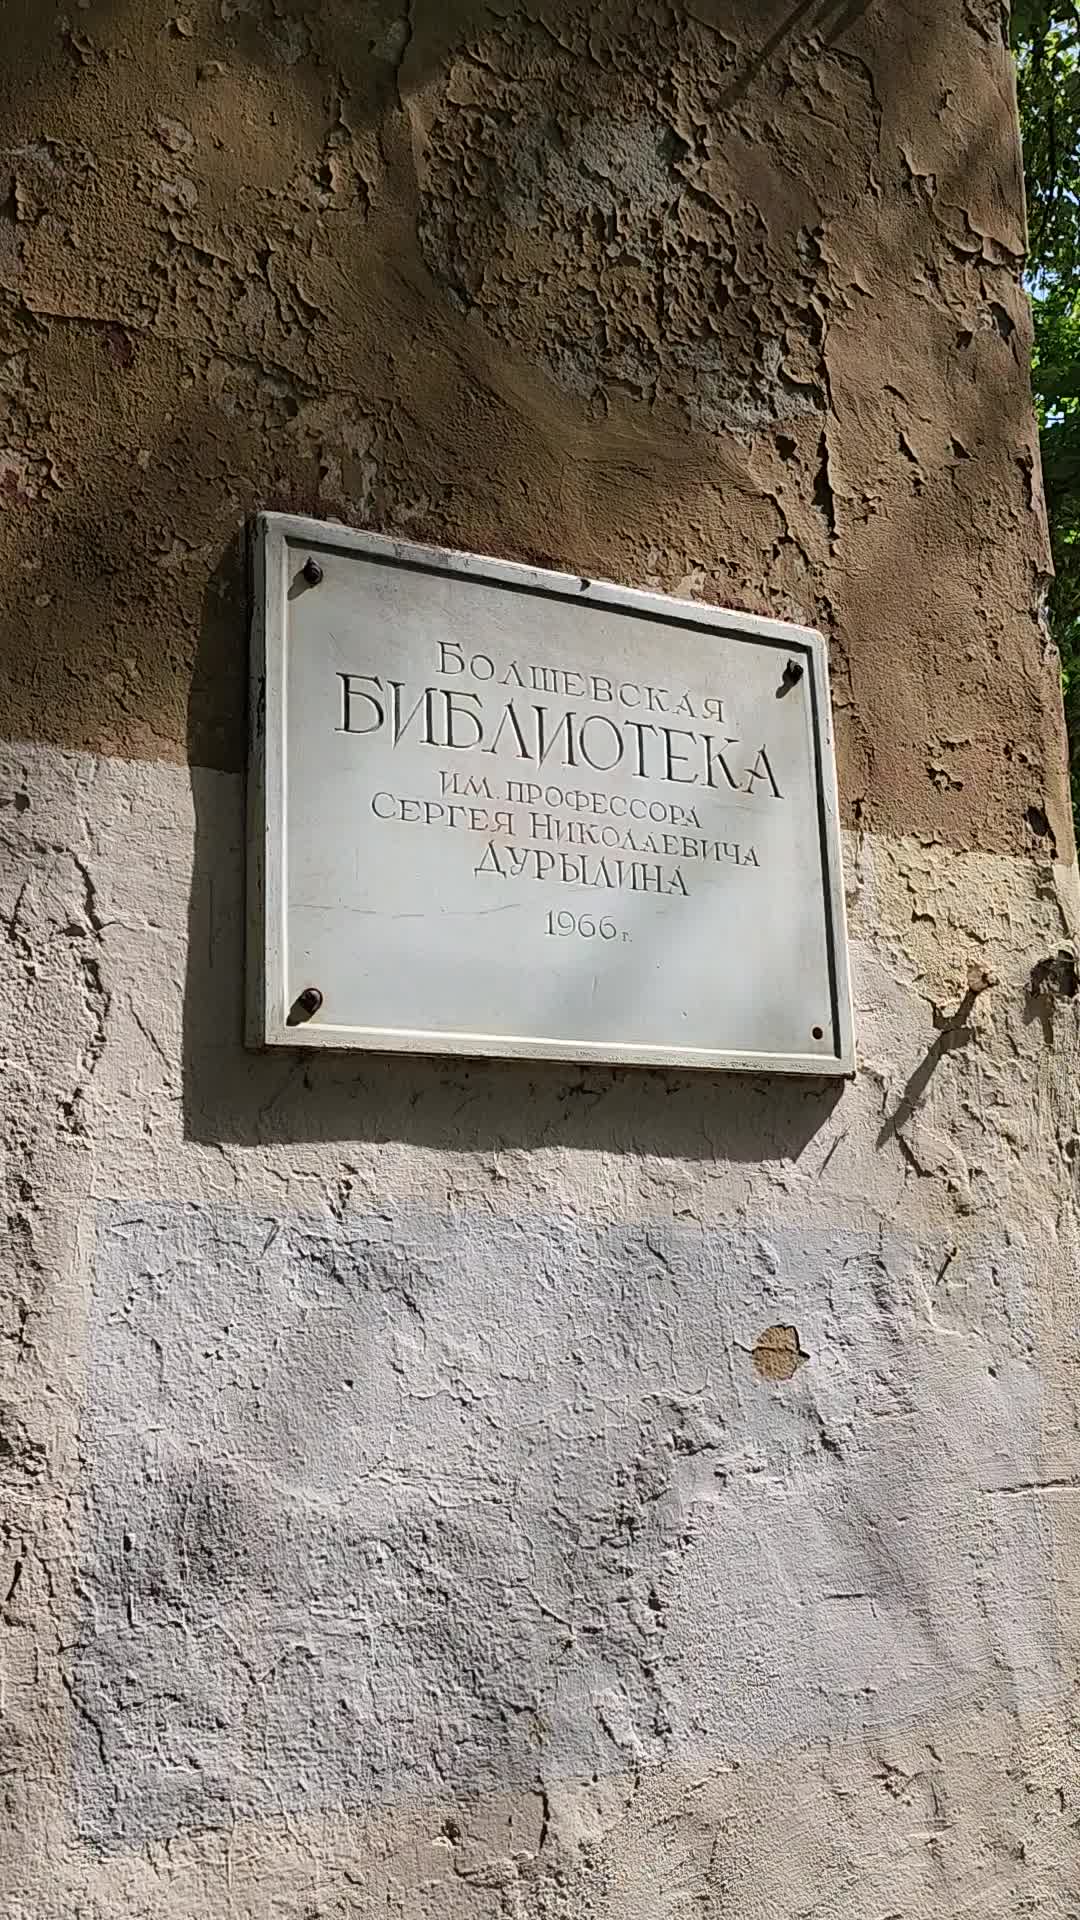 БОЛШЕВСКАЯ
БИБЛИОТЕКА
ИМ. ПРОФЕССОРА
СЕРГЕЯ НИКОЛАЕВИЧА
ДУРЫЛИНА
1966 г.